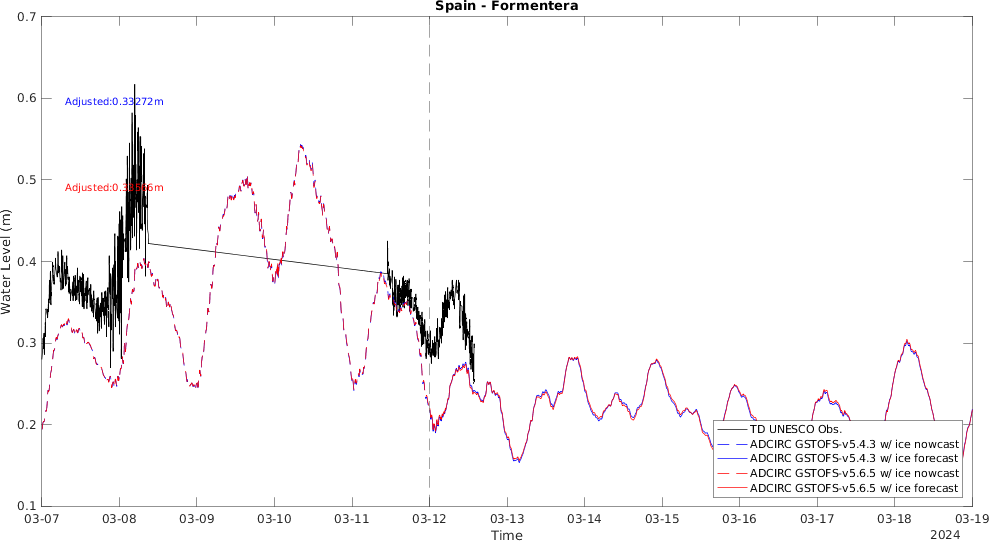 Spain - Formentera
Water Level (m)
0.7
0.6
0.5
0.4
0.3
0.2
0.1
Adjusted:0.33272m
TD UNESCO Obs.
ADCIRC GSTOFS-v5.4.3 w/ ice nowcast
ADCIRC GSTOFS-v5.4.3 w/ ice forecast
ADCIRC GSTOFS-v5.6.5 w/ ice nowcast
ADCIRC GSTOFS-v5.6.5 w/ ice forecast
03-07 03-08 03-09 03-10 03-11 03-12 03-13 03-14 03-15 03-16 03-17 03-18 03-19
Time
2024